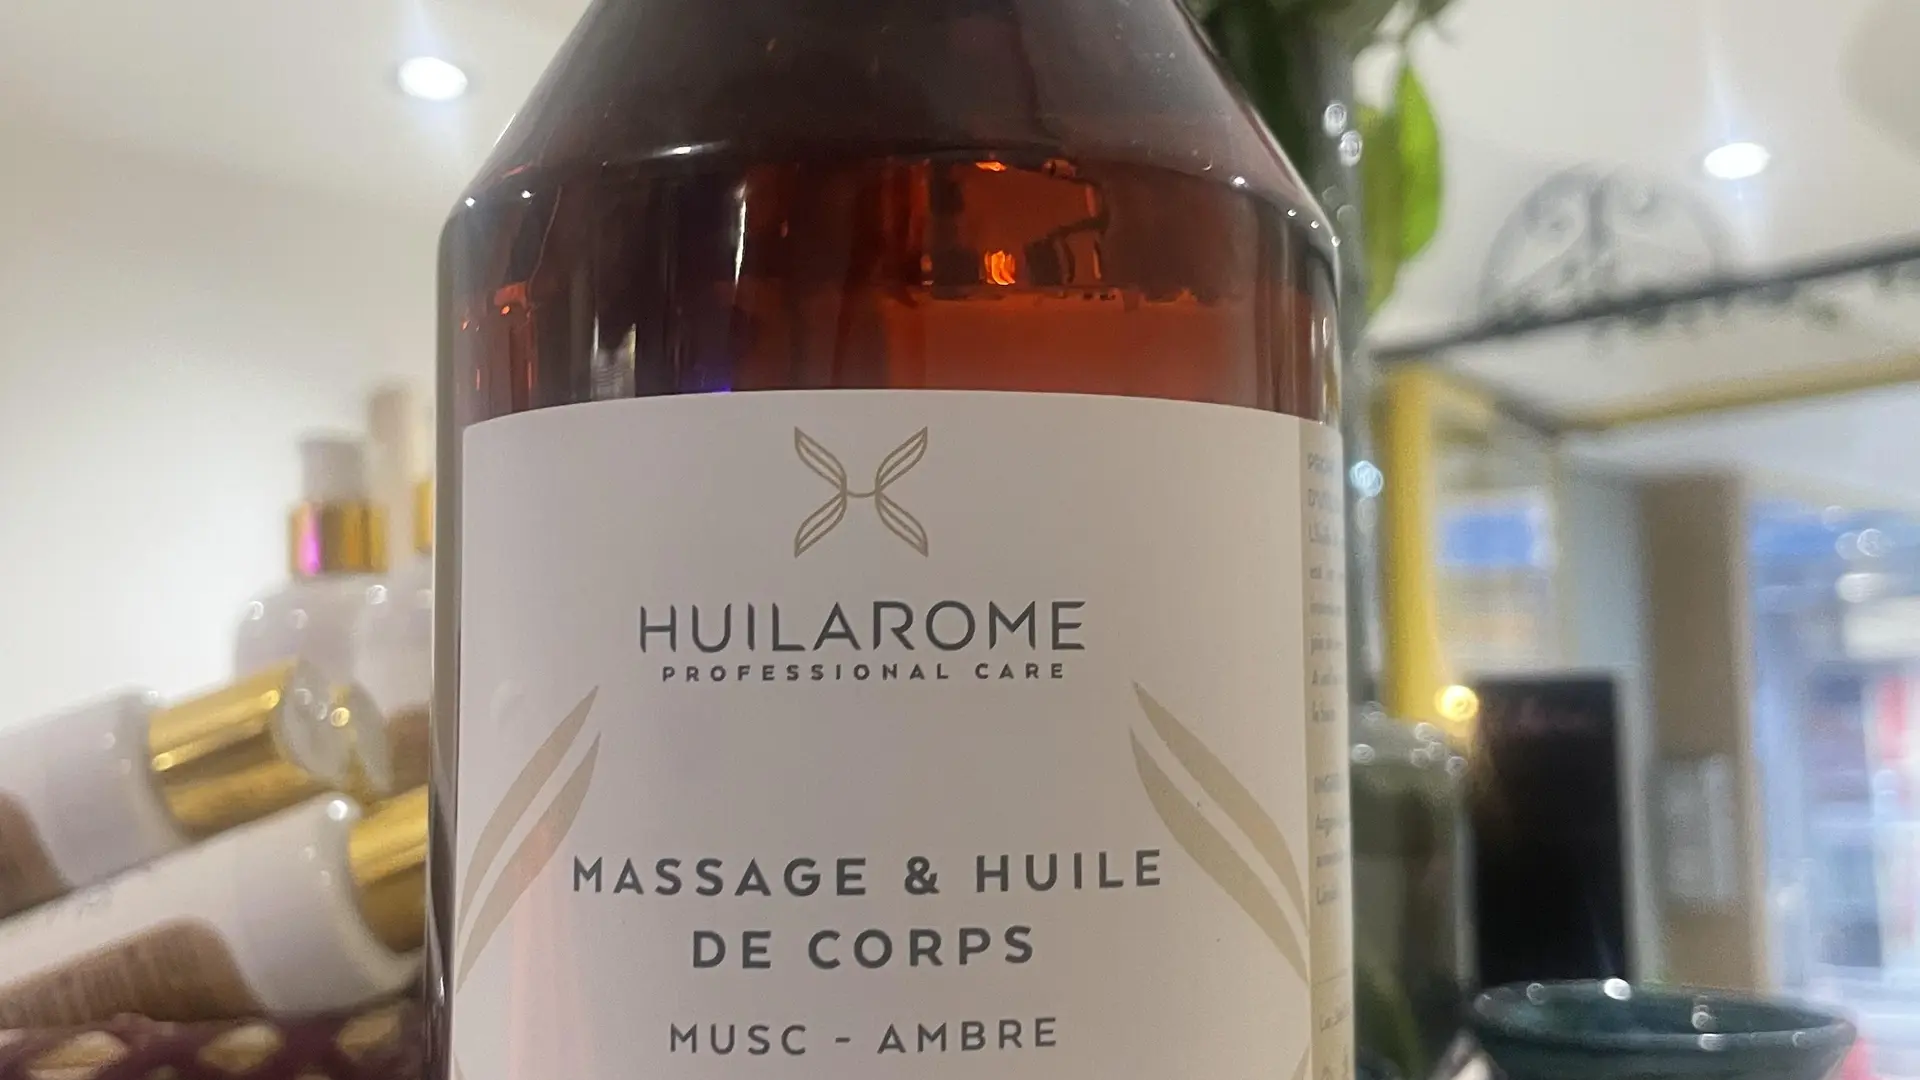 HUILAROME
PROFESSIONAL CARE
MASSAGE & HUILE
DE CORPS
MUSC - AMBRE